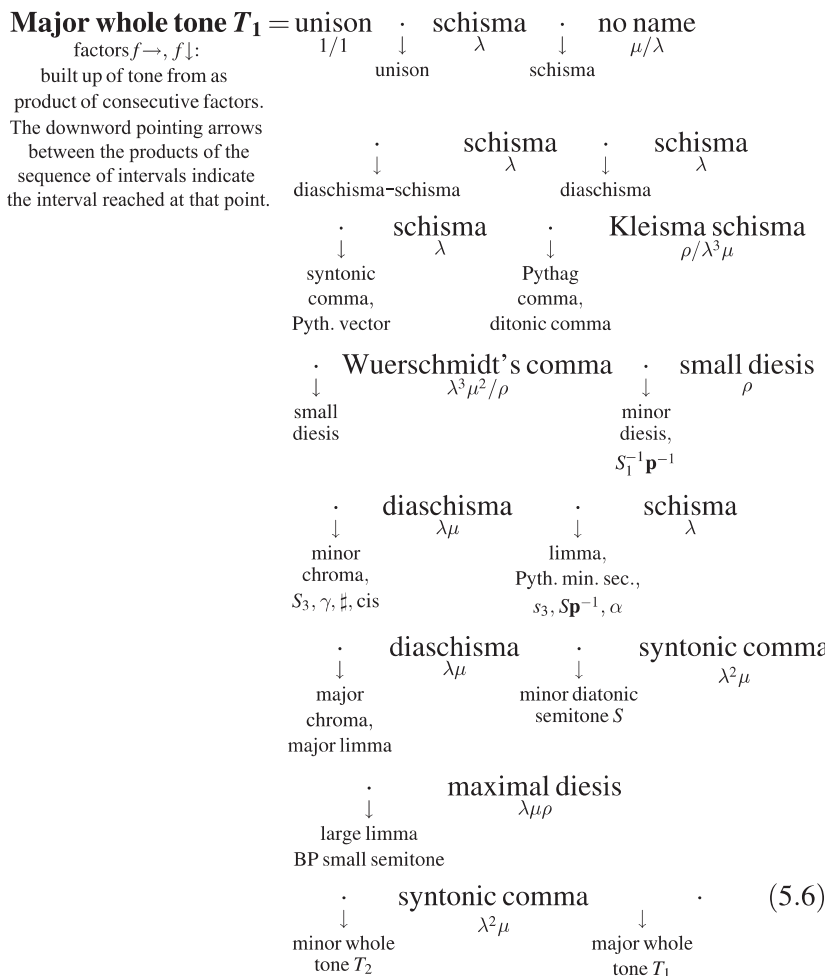 Major whole tone T₁ = unison · schisma · no name
factors f→, f↓: 1/1 ↓ λ ↓ μ/λ
built up of tone from as unison schisma
product of consecutive factors.
The downword pointing arrows
between the products of the · schisma · schisma
sequence of intervals indicate ↓ λ ↓ λ
the interval reached at that point. diaschisma-schisma diaschisma
· schisma · Kleisma schisma
↓ λ ↓ ρ/λ³μ
syntonic Pythag
comma, comma,
Pyth. vector ditonic comma
· Wuerschmidt's comma · small diesis
↓ λ³μ²/ρ ↓ ρ
small minor
diesis diesis,
S₁⁻¹p⁻¹
· diaschisma · schisma
↓ λμ ↓ λ
minor limma,
chroma, Pyth. min. sec.,
S₃, γ, ♯, cis s₃, Sp⁻¹, α
· diaschisma · syntonic comma
↓ λμ ↓ λ²μ
major minor diatonic
chroma, semitone S
major limma
· maximal diesis
↓ λμρ
large limma
BP small semitone
· syntonic comma · (5.6)
↓ λ²μ ↓
minor whole major whole
tone T₂ tone T₁